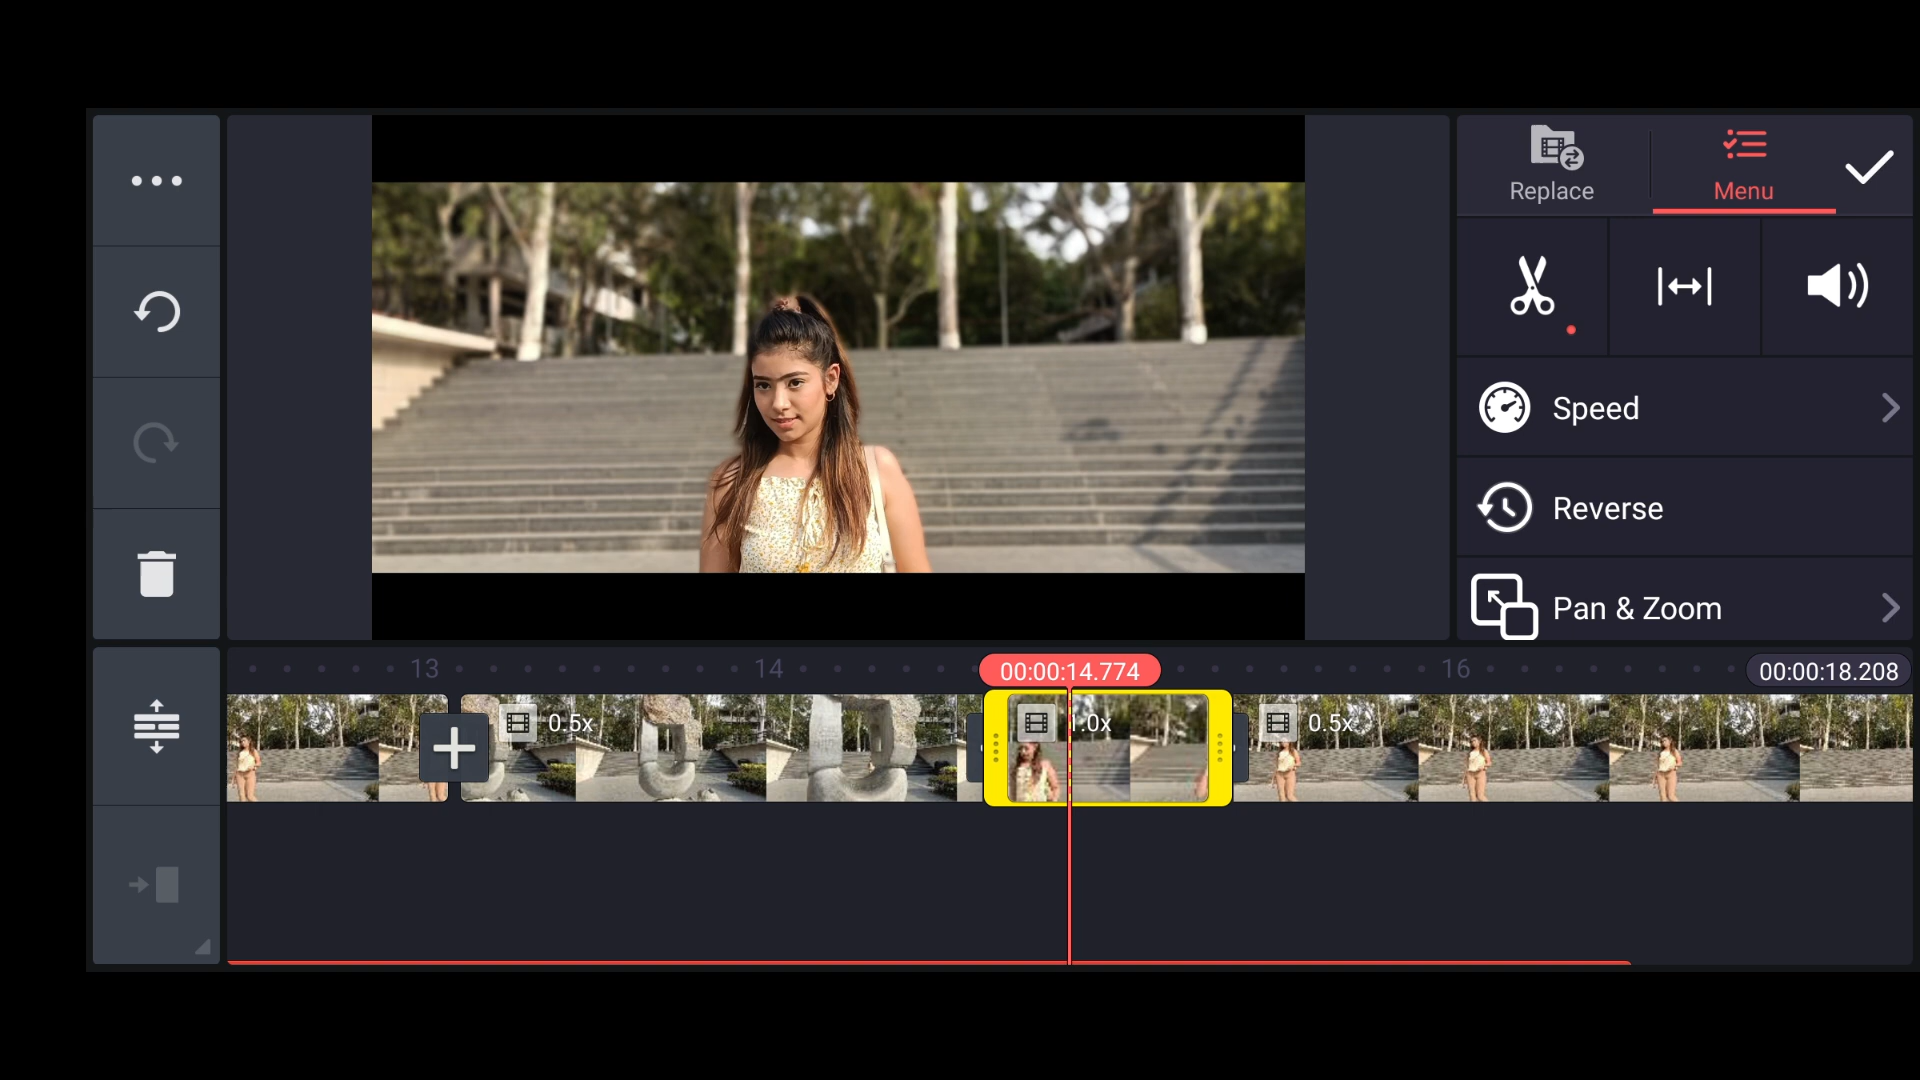 Replace
Menu
Speed
Reverse
Pan & Zoom
13
14
00:00:14.774
16
00:00:18.208
0.5x
1.0x
0.5x